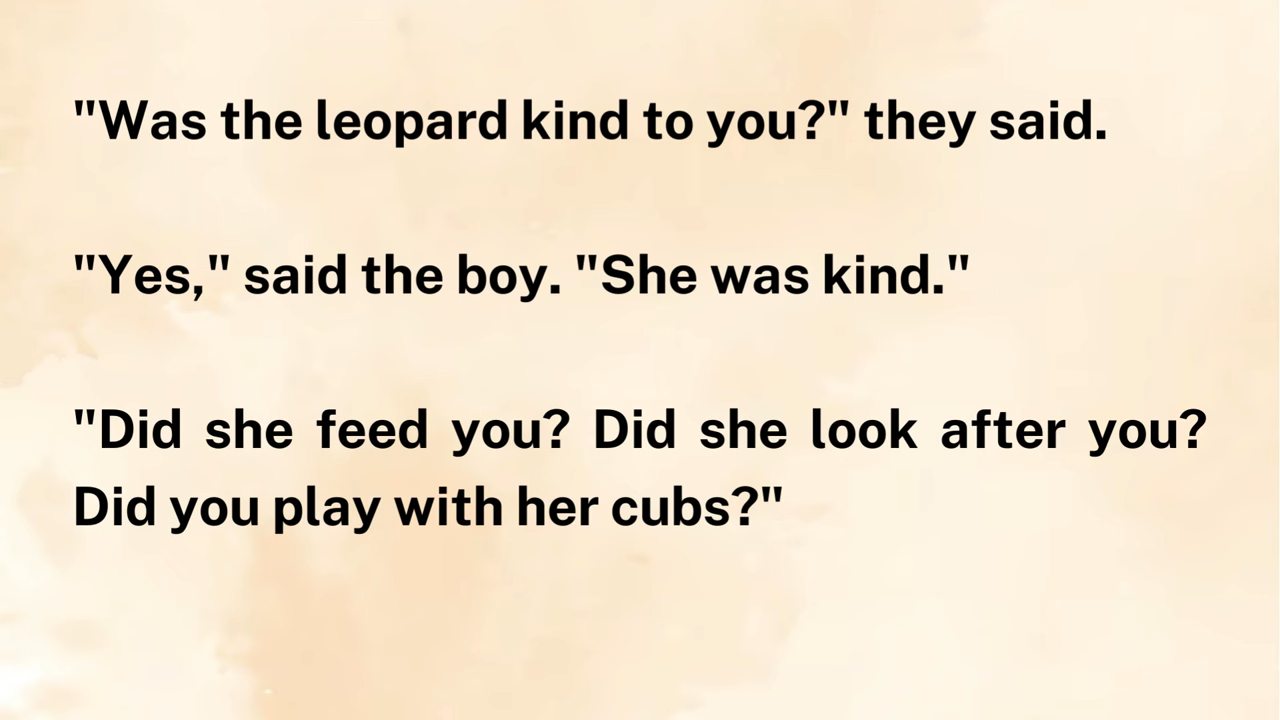 "Was the leopard kind to you?" they said.
"Yes," said the boy. "She was kind."
"Did she feed you? Did she look after you?
Did you play with her cubs?"